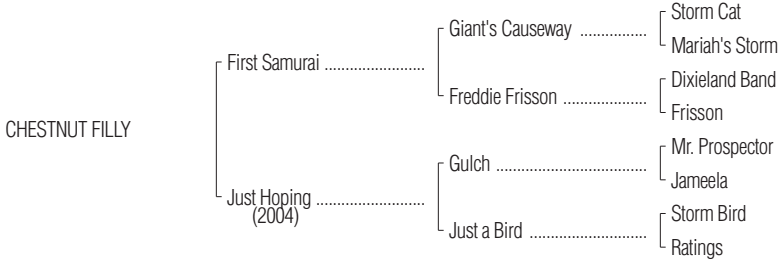 Storm Cat
Giant's Causeway ................
Mariah's Storm
First Samurai ........................
Dixieland Band
Freddie Frisson ....................
Frisson
CHESTNUT FILLY
Mr. Prospector
Gulch ....................................
Jameela
Just Hoping ..........................
(2004)
Storm Bird
Just a Bird ............................
Ratings